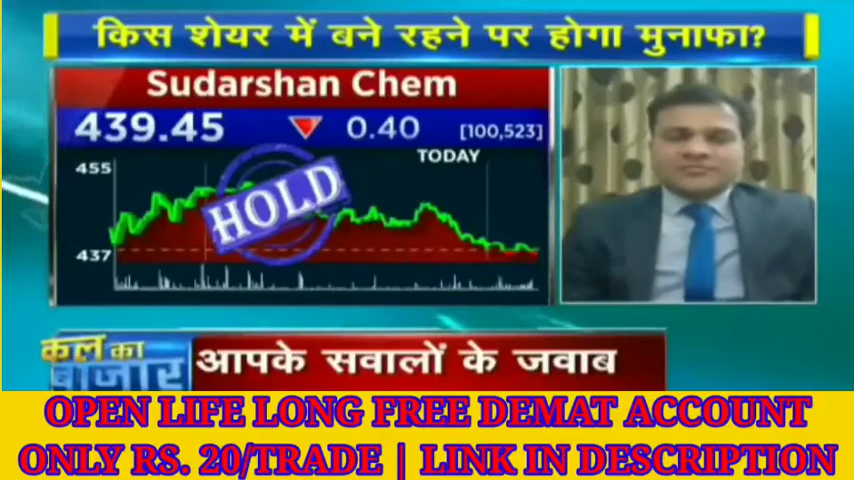 किस शेयर में बने रहने पर होगा मुनाफा?
Sudarshan Chem
439.45 0.40 [100,523]
TODAY
455
HOLD
437
कल का
बाजार
आपके सवालों के जवाब
OPEN LIFE LONG FREE DEMAT ACCOUNT
ONLY RS. 20/TRADE | LINK IN DESCRIPTION